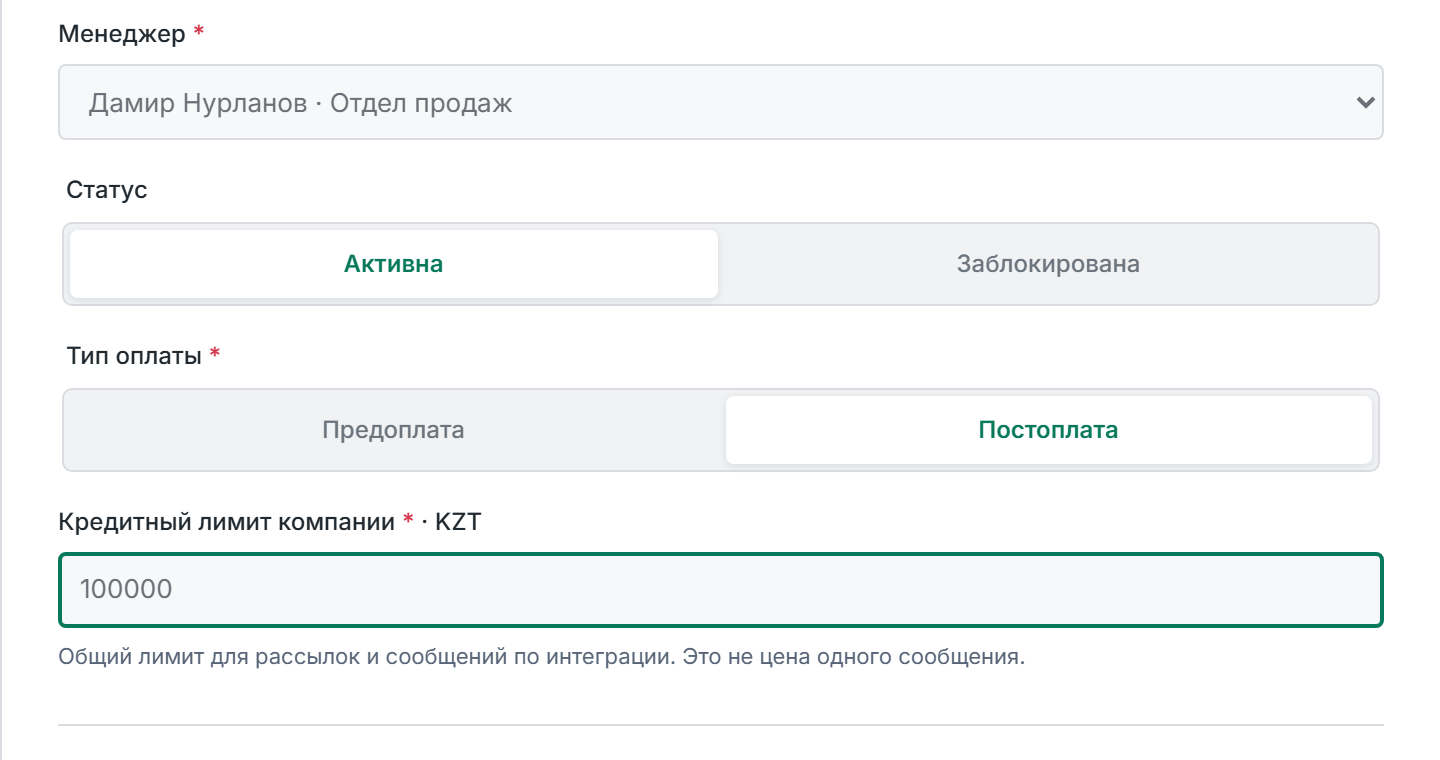 Менеджер *
Дамир Нурланов · Отдел продаж
Статус
Активна Заблокирована
Тип оплаты *
Предоплата Постоплата
Кредитный лимит компании * · KZT
100000
Общий лимит для рассылок и сообщений по интеграции. Это не цена одного сообщения.